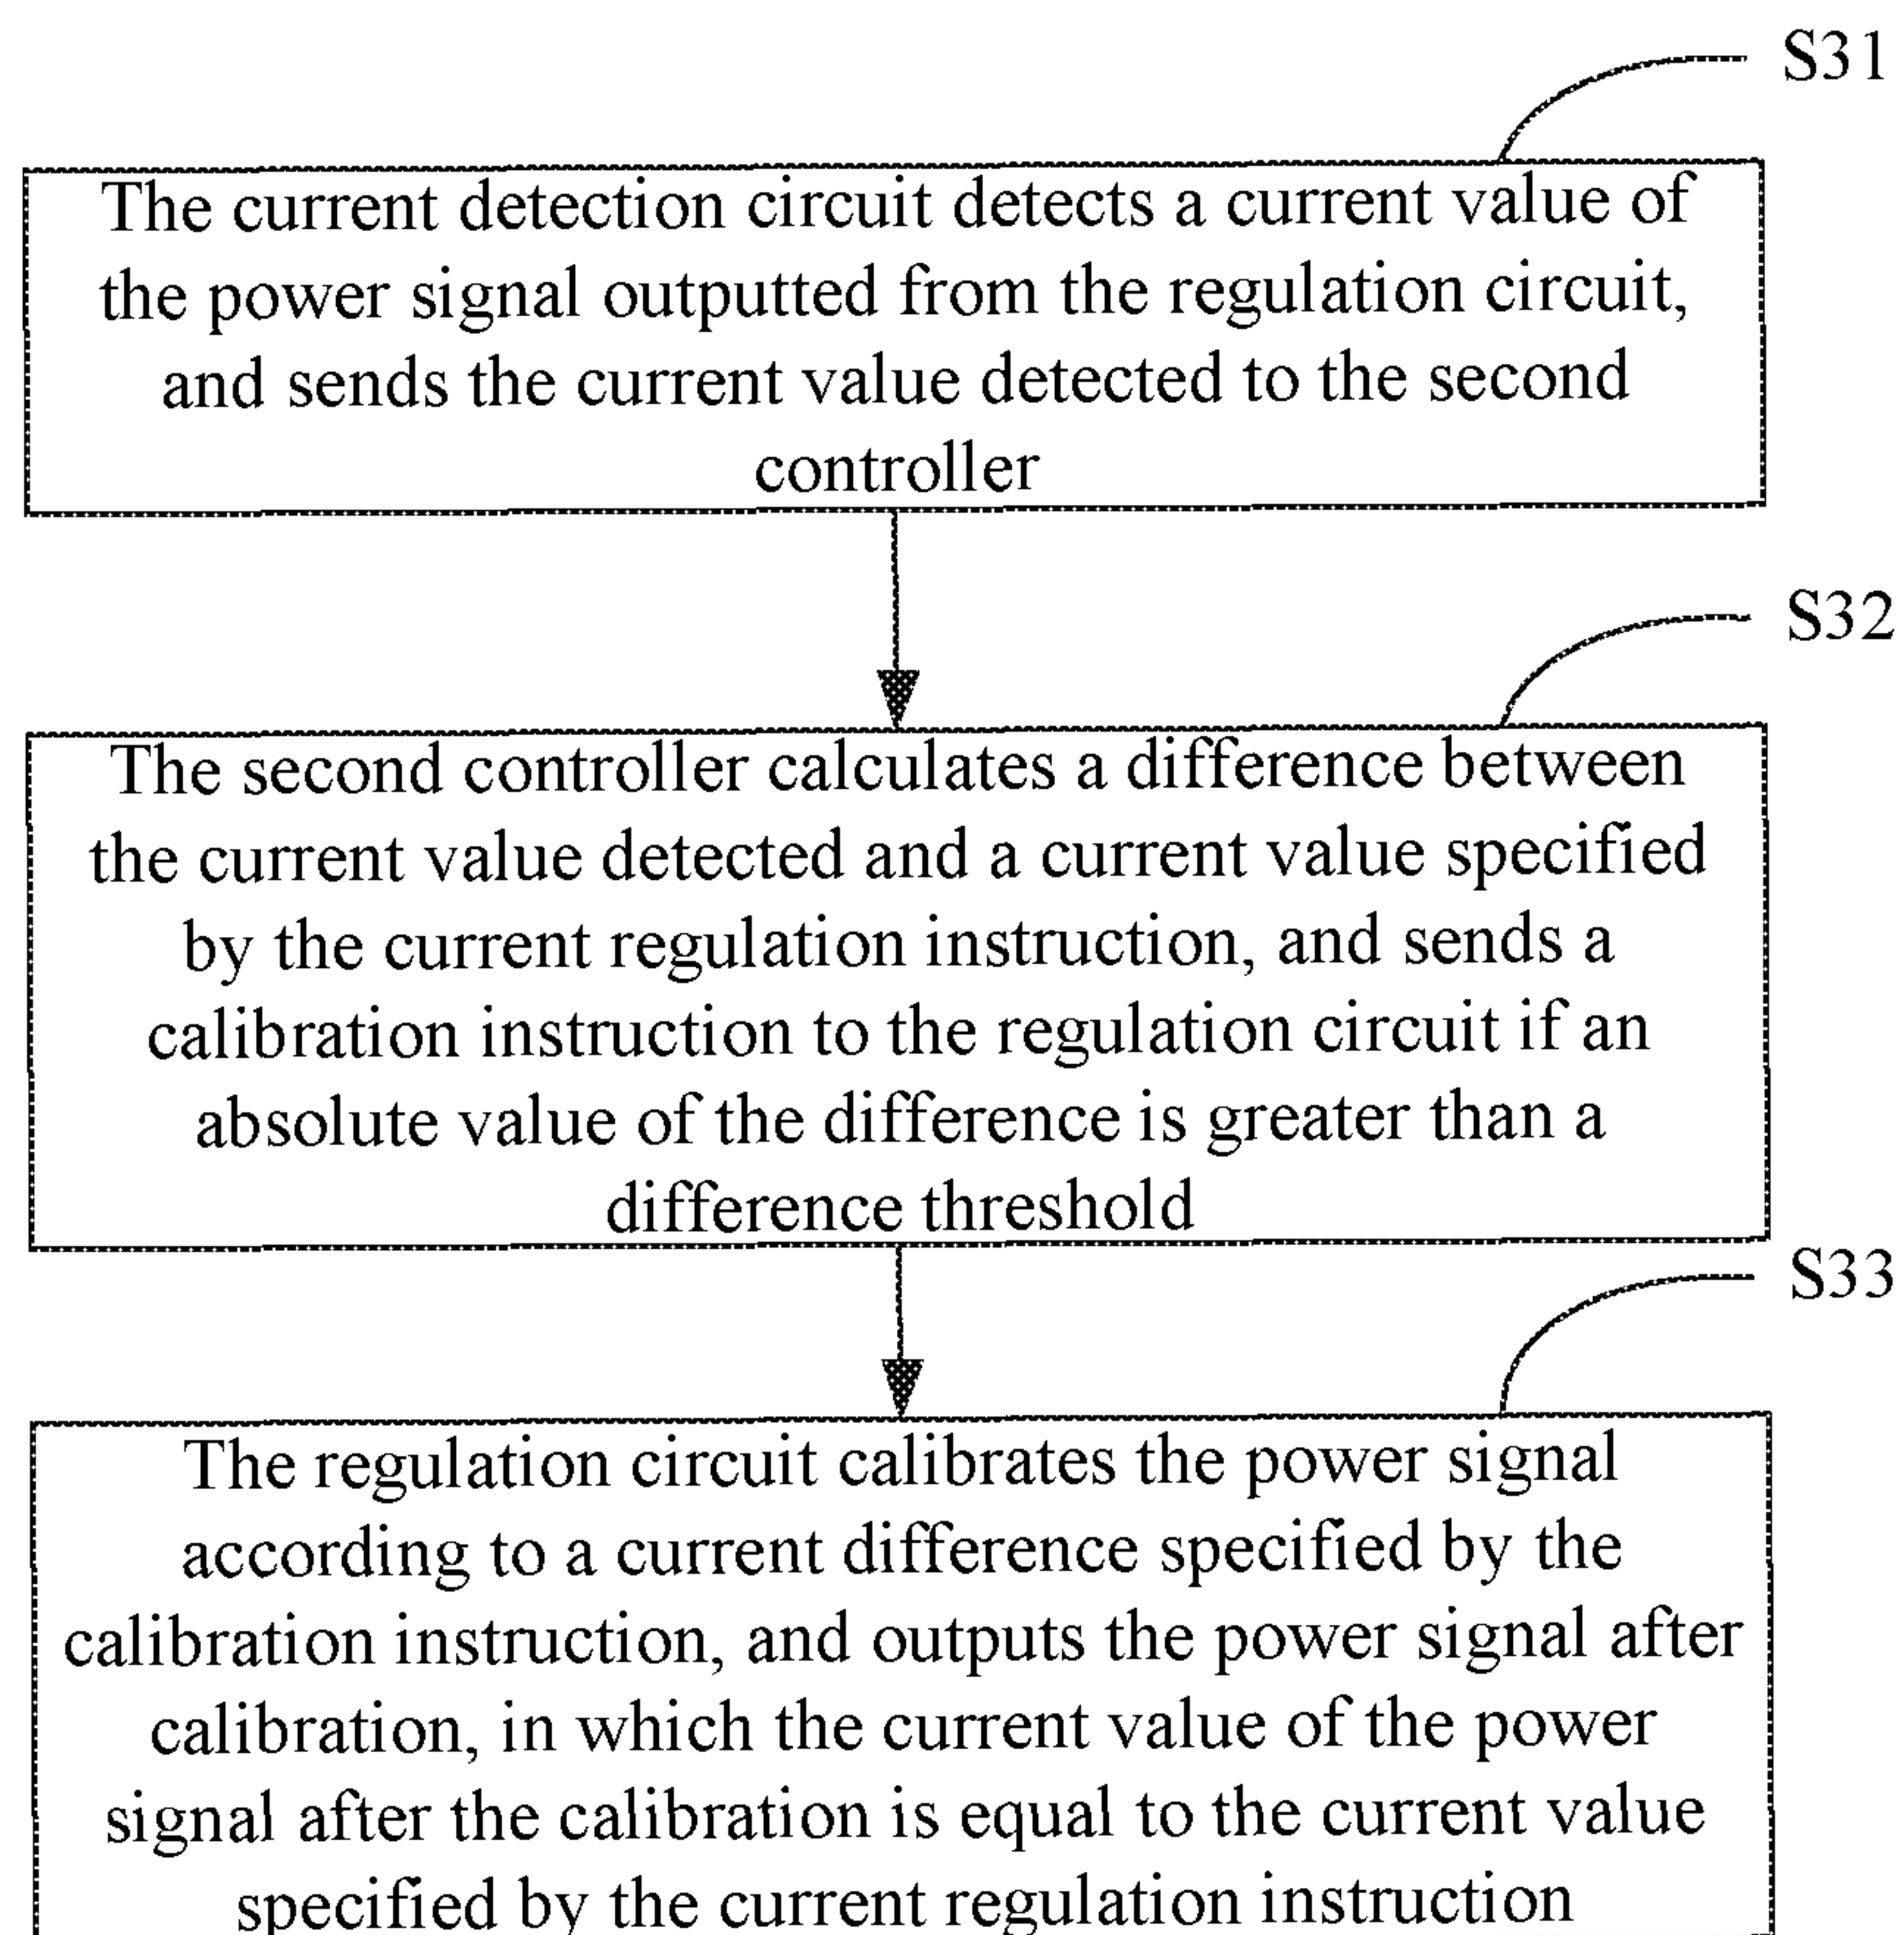 S31
The current detection circuit detects a current value of
the power signal outputted from the regulation circuit,
and sends the current value detected to the second
controller
S32
The second controller calculates a difference between
the current value detected and a current value specified
by the current regulation instruction, and sends a
calibration instruction to the regulation circuit if an
absolute value of the difference is greater than a
difference threshold
S33
The regulation circuit calibrates the power signal
according to a current difference specified by the
calibration instruction, and outputs the power signal after
calibration, in which the current value of the power
signal after the calibration is equal to the current value
specified by the current regulation instruction